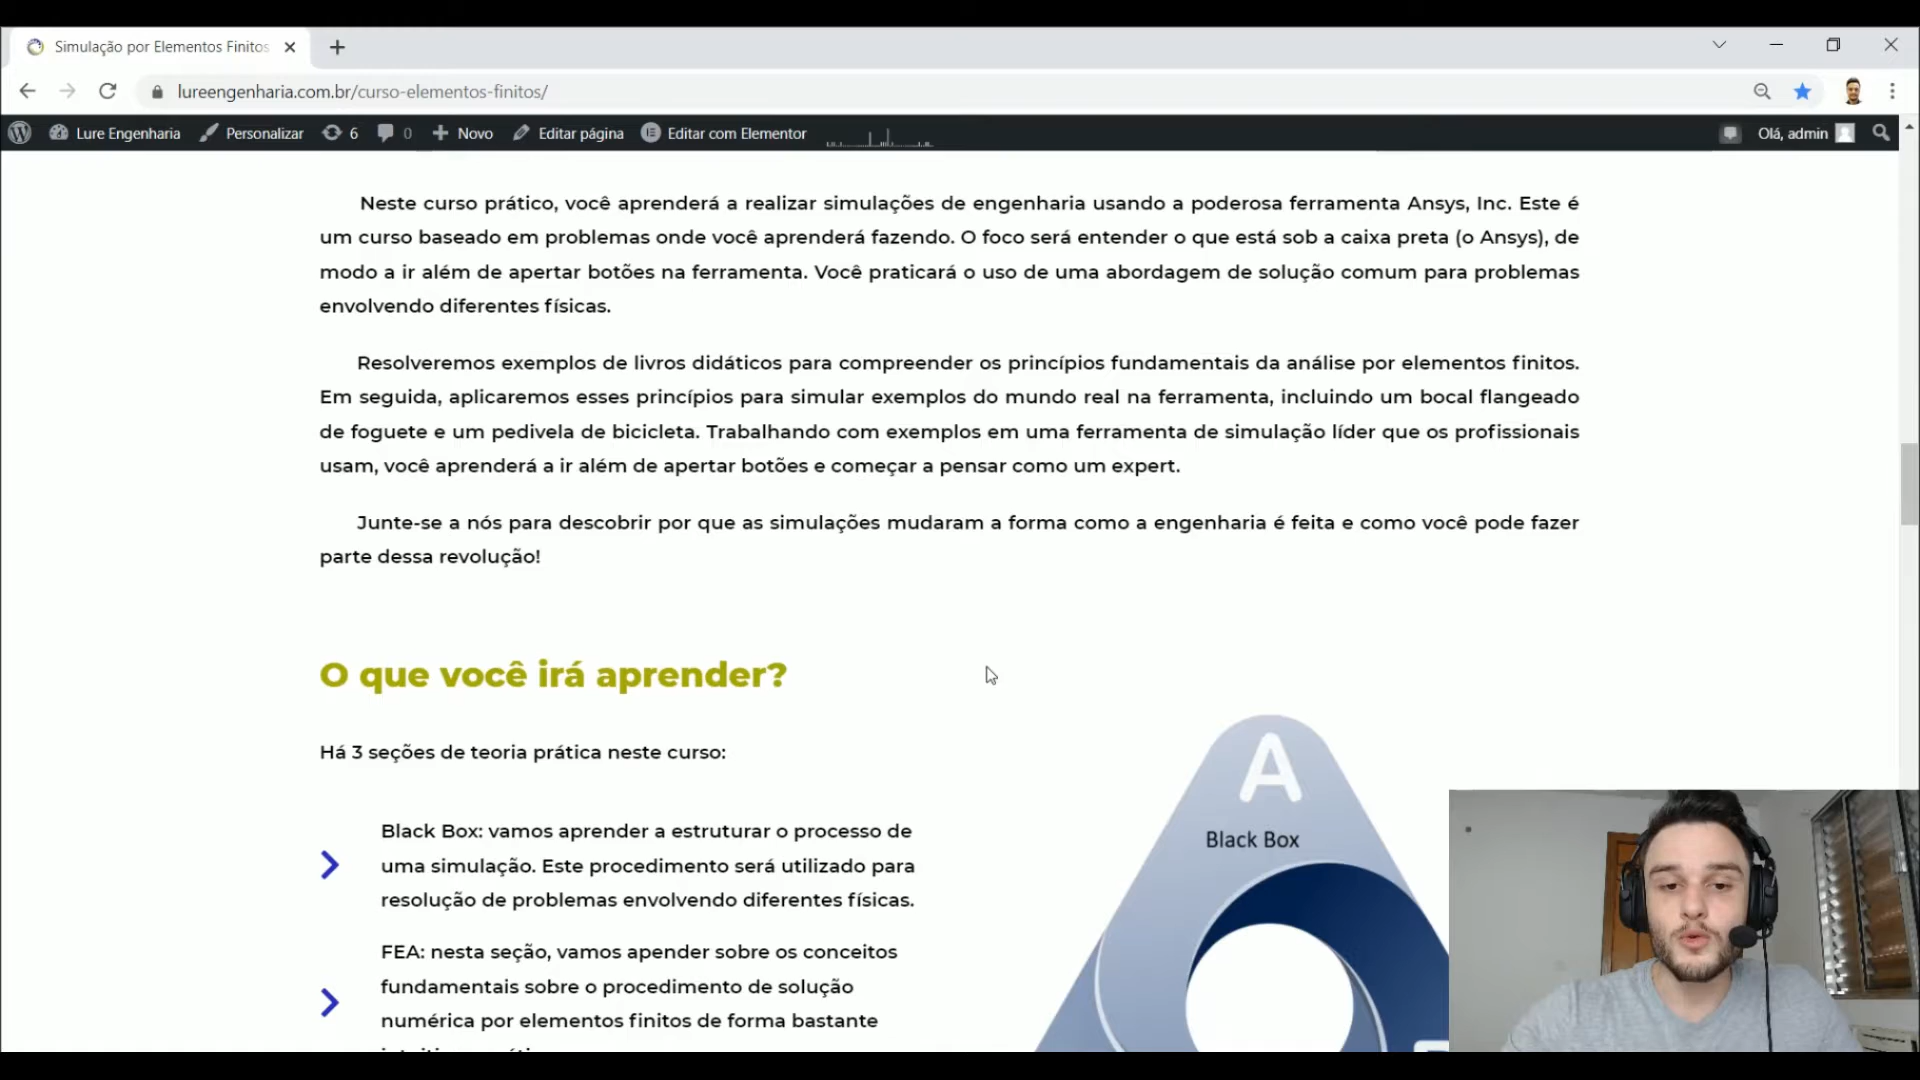 Simulação por Elementos Finitos
lureengenharia.com.br/curso-elementos-finitos/
Lure Engenharia Personalizar 6 0 Novo Editar página Editar com Elementor Olá, admin
Neste curso prático, você aprenderá a realizar simulações de engenharia usando a poderosa ferramenta Ansys, Inc. Este é
um curso baseado em problemas onde você aprenderá fazendo. O foco será entender o que está sob a caixa preta (o Ansys), de
modo a ir além de apertar botões na ferramenta. Você praticará o uso de uma abordagem de solução comum para problemas
envolvendo diferentes físicas.
Resolveremos exemplos de livros didáticos para compreender os princípios fundamentais da análise por elementos finitos.
Em seguida, aplicaremos esses princípios para simular exemplos do mundo real na ferramenta, incluindo um bocal flangeado
de foguete e um pedivela de bicicleta. Trabalhando com exemplos em uma ferramenta de simulação líder que os profissionais
usam, você aprenderá a ir além de apertar botões e começar a pensar como um expert.
Junte-se a nós para descobrir por que as simulações mudaram a forma como a engenharia é feita e como você pode fazer
parte dessa revolução!
O que você irá aprender?
Há 3 seções de teoria prática neste curso:
Black Box: vamos aprender a estruturar o processo de
uma simulação. Este procedimento será utilizado para
resolução de problemas envolvendo diferentes físicas.
FEA: nesta seção, vamos apender sobre os conceitos
fundamentais sobre o procedimento de solução
numérica por elementos finitos de forma bastante
A
Black Box